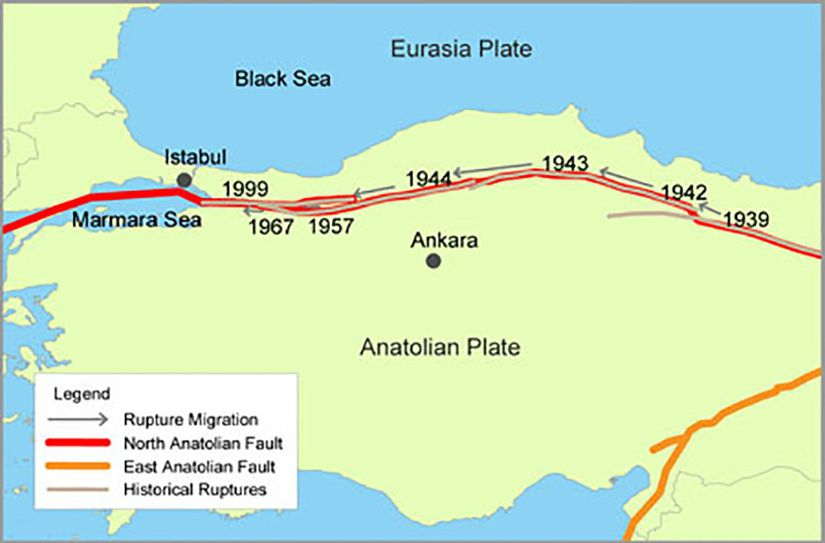 Eurasia Plate
Black Sea
Istabul
1999
1944
1943
1942
1939
Marmara Sea
1967
1957
Ankara
Anatolian Plate
Legend
Rupture Migration
North Anatolian Fault
East Anatolian Fault
Historical Ruptures